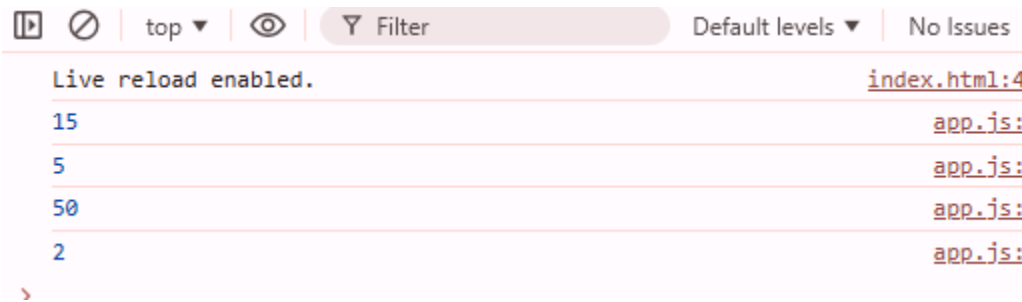 top Filter Default levels No Issues
Live reload enabled. index.html:4
15 app.js:
5 app.js:
50 app.js:
2 app.js: